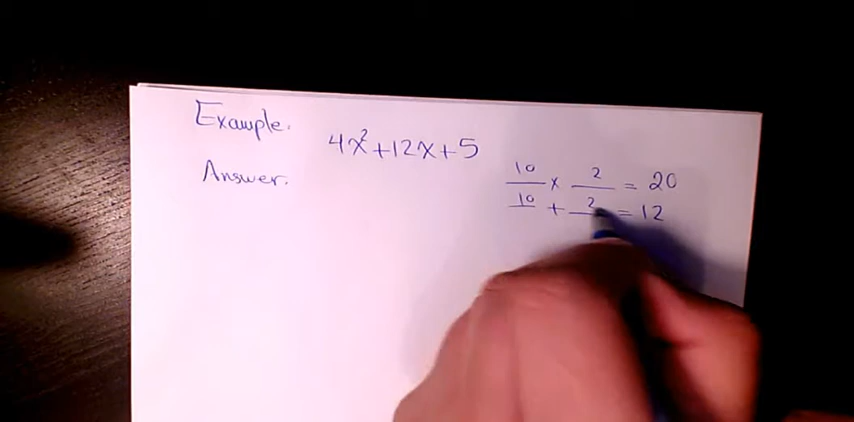 Example.
4x²+12x+5
Answer.
10 x 2 = 20
10 + 2 = 12